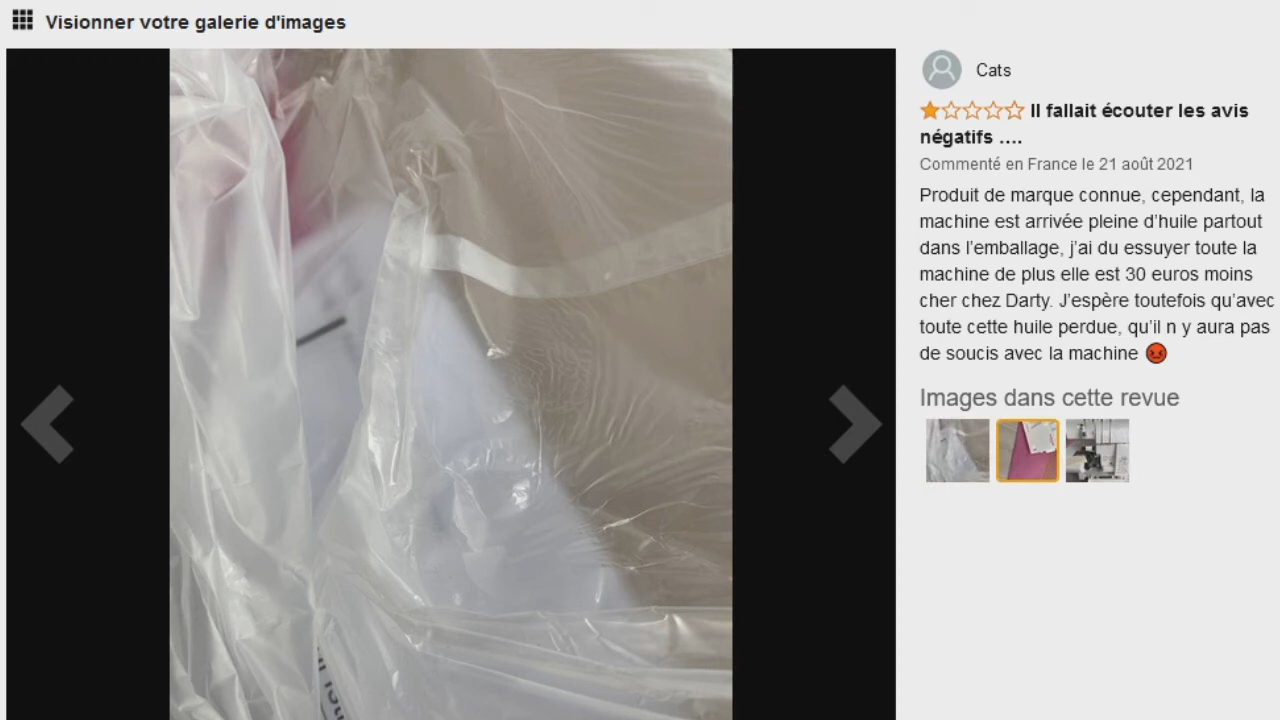 Visionner votre galerie d'images
Cats
Il fallait écouter les avis
négatifs ....
Commenté en France le 21 août 2021
Produit de marque connue, cependant, la
machine est arrivée pleine d'huile partout
dans l'emballage, j'ai du essuyer toute la
machine de plus elle est 30 euros moins
cher chez Darty. J'espère toutefois qu'avec
toute cette huile perdue, qu'il n y aura pas
de soucis avec la machine 😡
Images dans cette revue